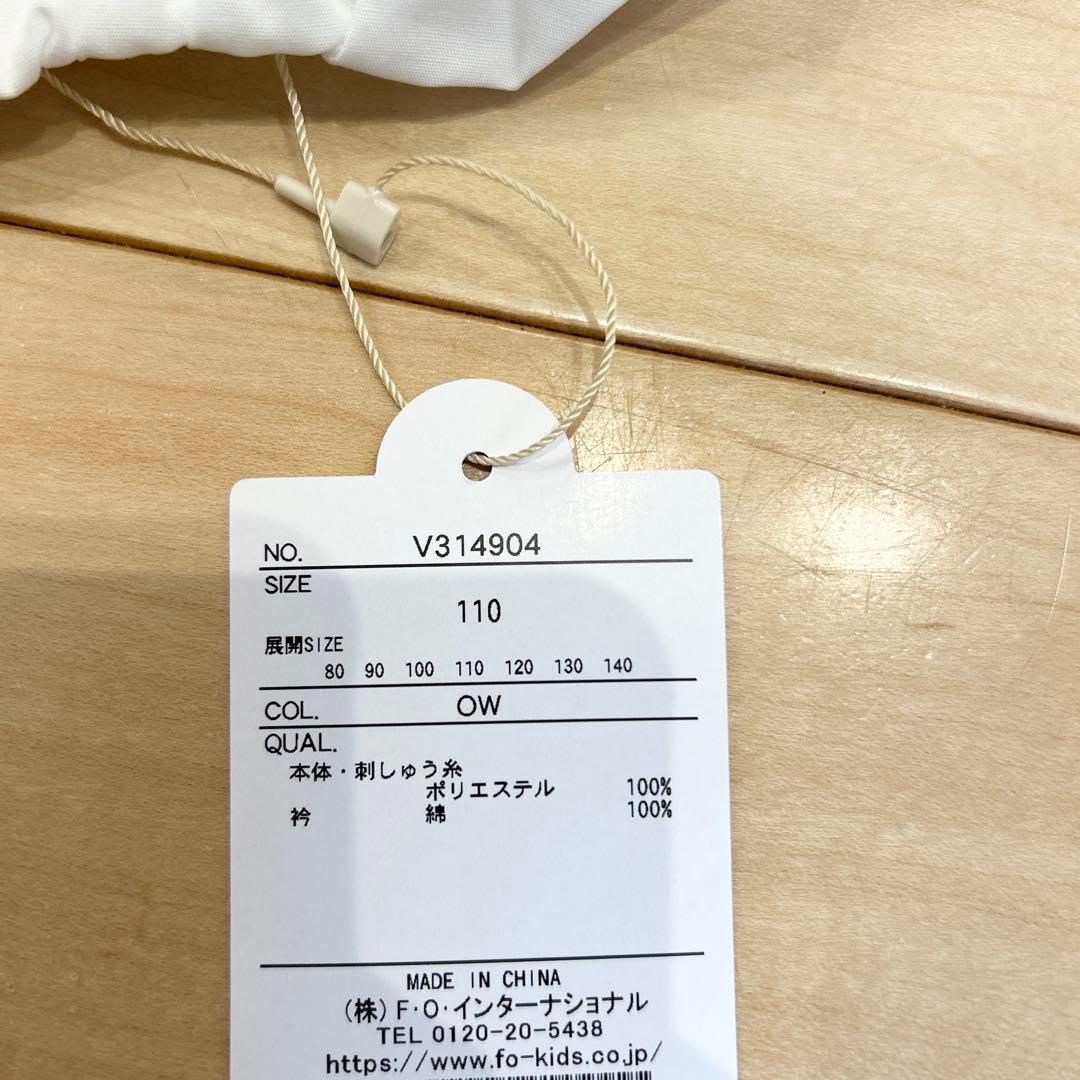 NO. V314904
SIZE
110
展開SIZE
80 90 100 110 120 130 140
COL. OW
QUAL.
本体・刺しゅう糸
ポリエステル 100%
衿 綿 100%
MADE IN CHINA
(株)F・O・インターナショナル
TEL 0120-20-5438
https://www.fo-kids.co.jp/